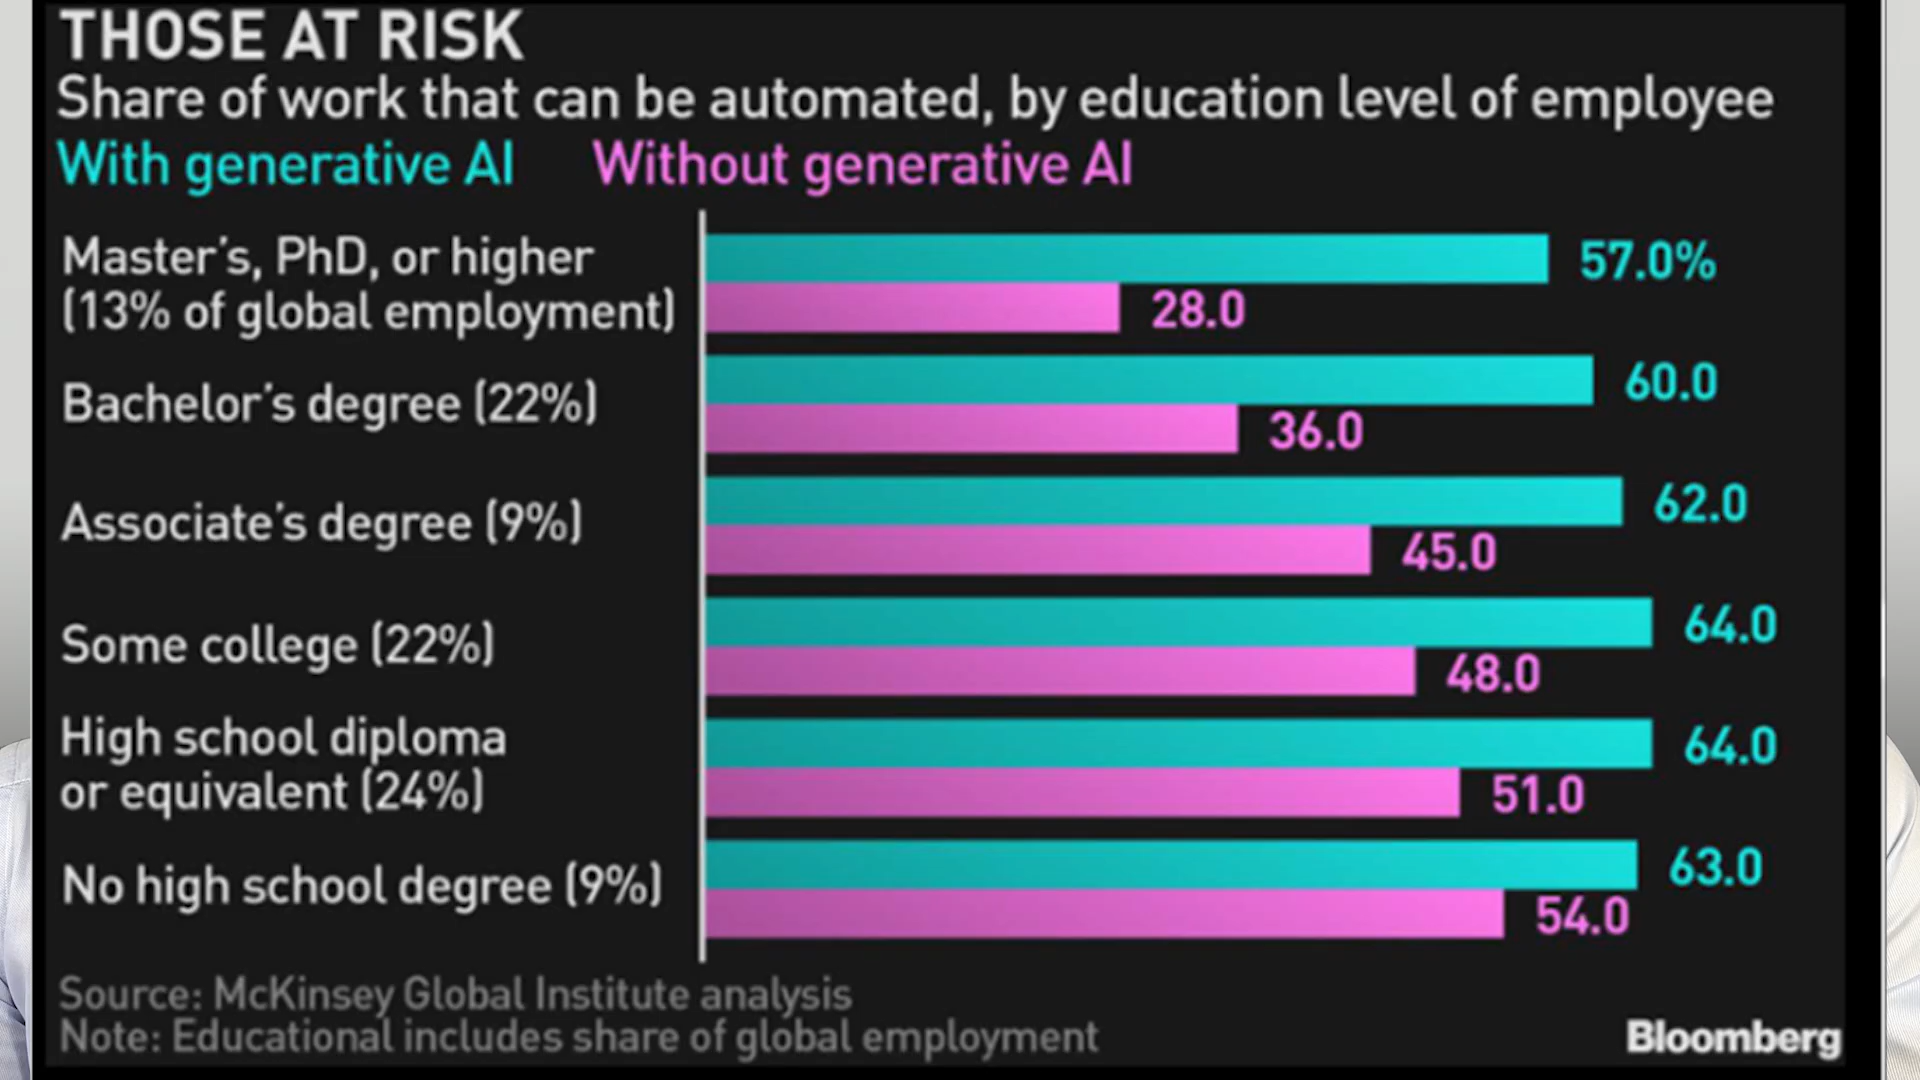 THOSE AT RISK
Share of work that can be automated, by education level of employee
With generative AI Without generative AI
Master's, PhD, or higher
(13% of global employment)
57.0%
28.0
Bachelor's degree (22%)
60.0
36.0
Associate's degree (9%)
62.0
45.0
Some college (22%)
64.0
48.0
High school diploma
or equivalent (24%)
64.0
51.0
No high school degree (9%)
63.0
54.0
Source: McKinsey Global Institute analysis
Note: Educational includes share of global employment
Bloomberg